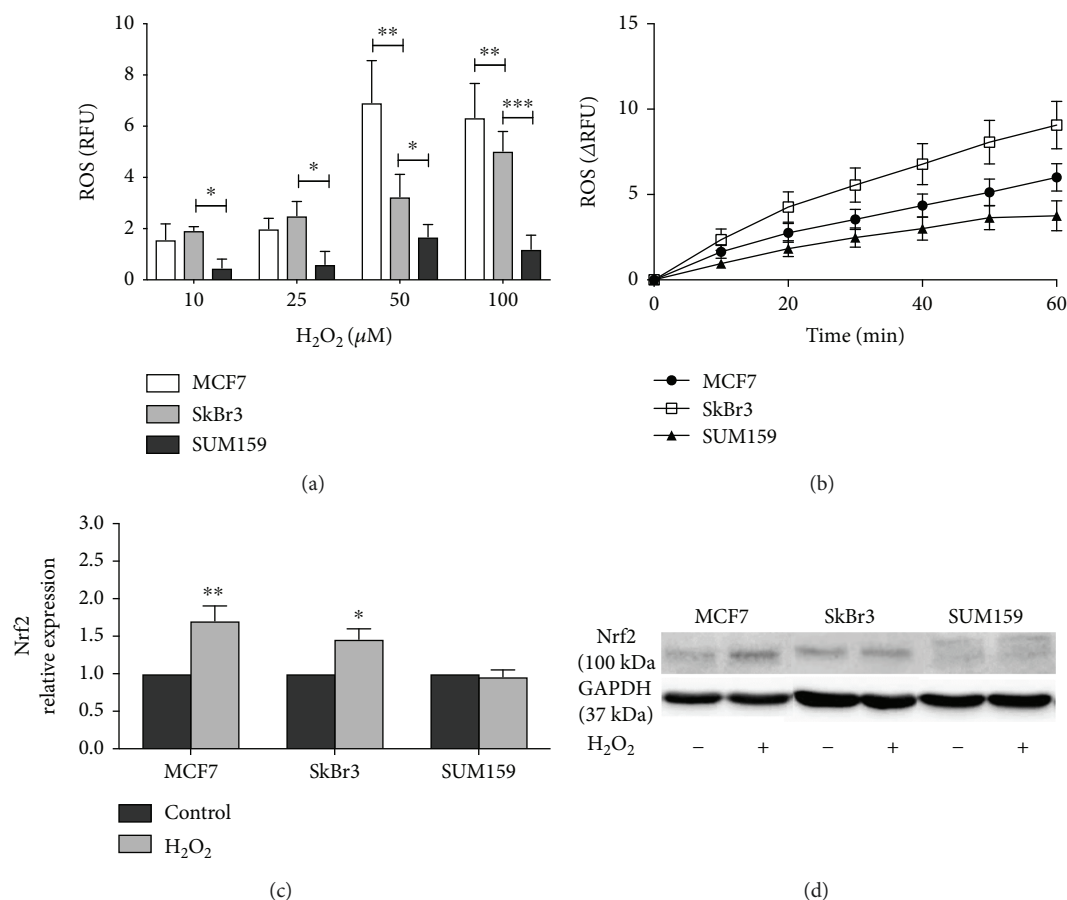 10
8
6
4
2
0
ROS (RFU)
**
**
***
*
*
*
10
25
50
100
H₂O₂ (μM)
MCF7
SkBr3
SUM159
(a)
15
10
5
0
ROS (ΔRFU)
0
20
40
60
Time (min)
MCF7
SkBr3
SUM159
(b)
3.0
2.5
2.0
1.5
1.0
0.5
0.0
Nrf2
relative expression
**
*
MCF7
SkBr3
SUM159
Control
H₂O₂
(c)
MCF7 SkBr3 SUM159
Nrf2
(100 kDa
GAPDH
(37 kDa)
H₂O₂ − + − + − +
(d)